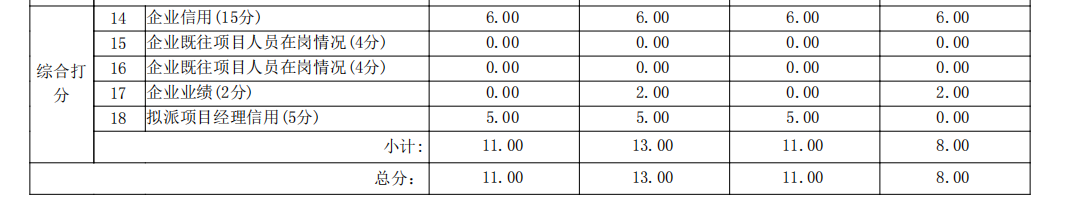 14 企业信用(15分) 6.00 6.00 6.00 6.00
15 企业既往项目人员在岗情况(4分) 0.00 0.00 0.00 0.00
综合打分 16 企业既往项目人员在岗情况(4分) 0.00 0.00 0.00 0.00
17 企业业绩(2分) 0.00 2.00 0.00 2.00
18 拟派项目经理信用(5分) 5.00 5.00 5.00 0.00
小计: 11.00 13.00 11.00 8.00
总分: 11.00 13.00 11.00 8.00